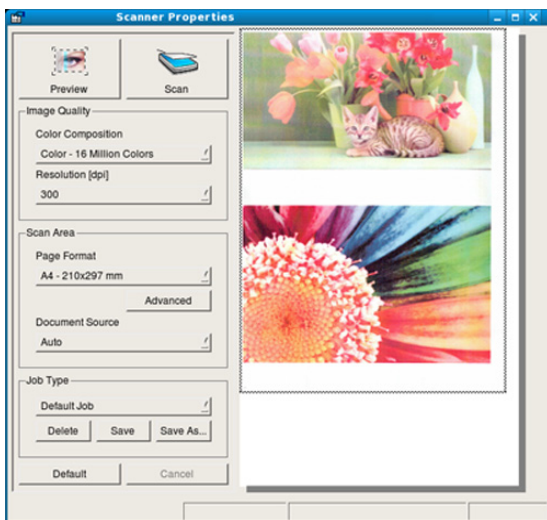 Scanner Properties
Preview
Scan
Image Quality
Color Composition
Color - 16 Million Colors
Resolution [dpi]
300
Scan Area
Page Format
A4 - 210x297 mm
Advanced
Document Source
Auto
Job Type
Default Job
Delete
Save
Save As...
Default
Cancel